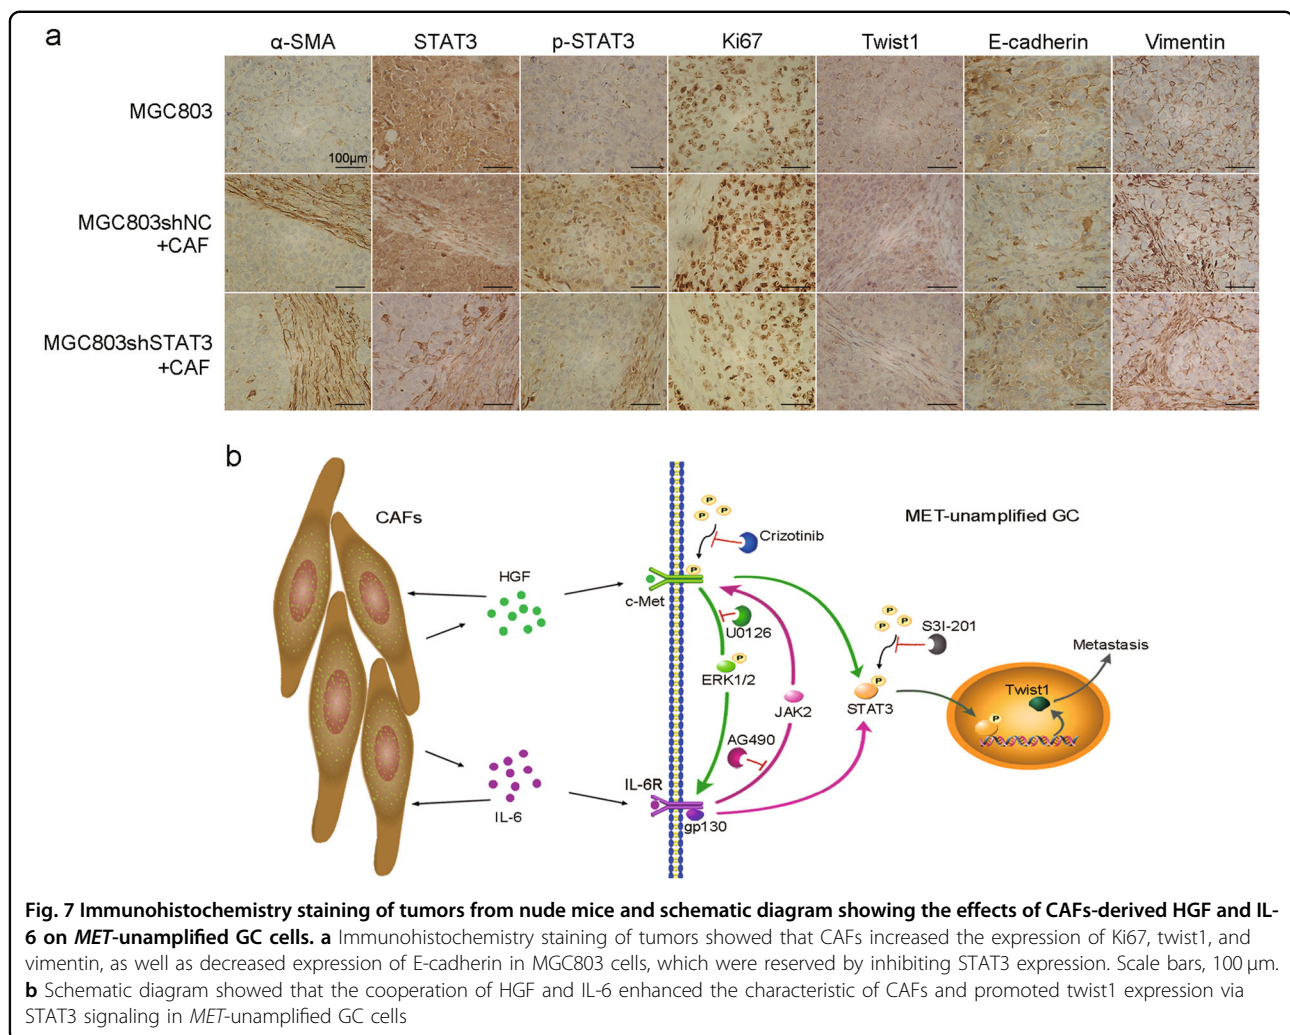 a
α-SMA STAT3 p-STAT3 Ki67 Twist1 E-cadherin Vimentin
MGC803
100μm
MGC803shNC
+CAF
MGC803shSTAT3
+CAF
b
CAFs
MET-unamplified GC
P
P
P
P
Crizotinib
HGF
P
c-Met
U0126
P
P
P
S3I-201
P
ERK1/2
P
JAK2
STAT3
Metastasis
Twist1
P
AG490
IL-6R
IL-6
gp130
Fig. 7 Immunohistochemistry staining of tumors from nude mice and schematic diagram showing the effects of CAFs-derived HGF and IL-
6 on MET-unamplified GC cells. a Immunohistochemistry staining of tumors showed that CAFs increased the expression of Ki67, twist1, and
vimentin, as well as decreased expression of E-cadherin in MGC803 cells, which were reserved by inhibiting STAT3 expression. Scale bars, 100 μm.
b Schematic diagram showed that the cooperation of HGF and IL-6 enhanced the characteristic of CAFs and promoted twist1 expression via
STAT3 signaling in MET-unamplified GC cells